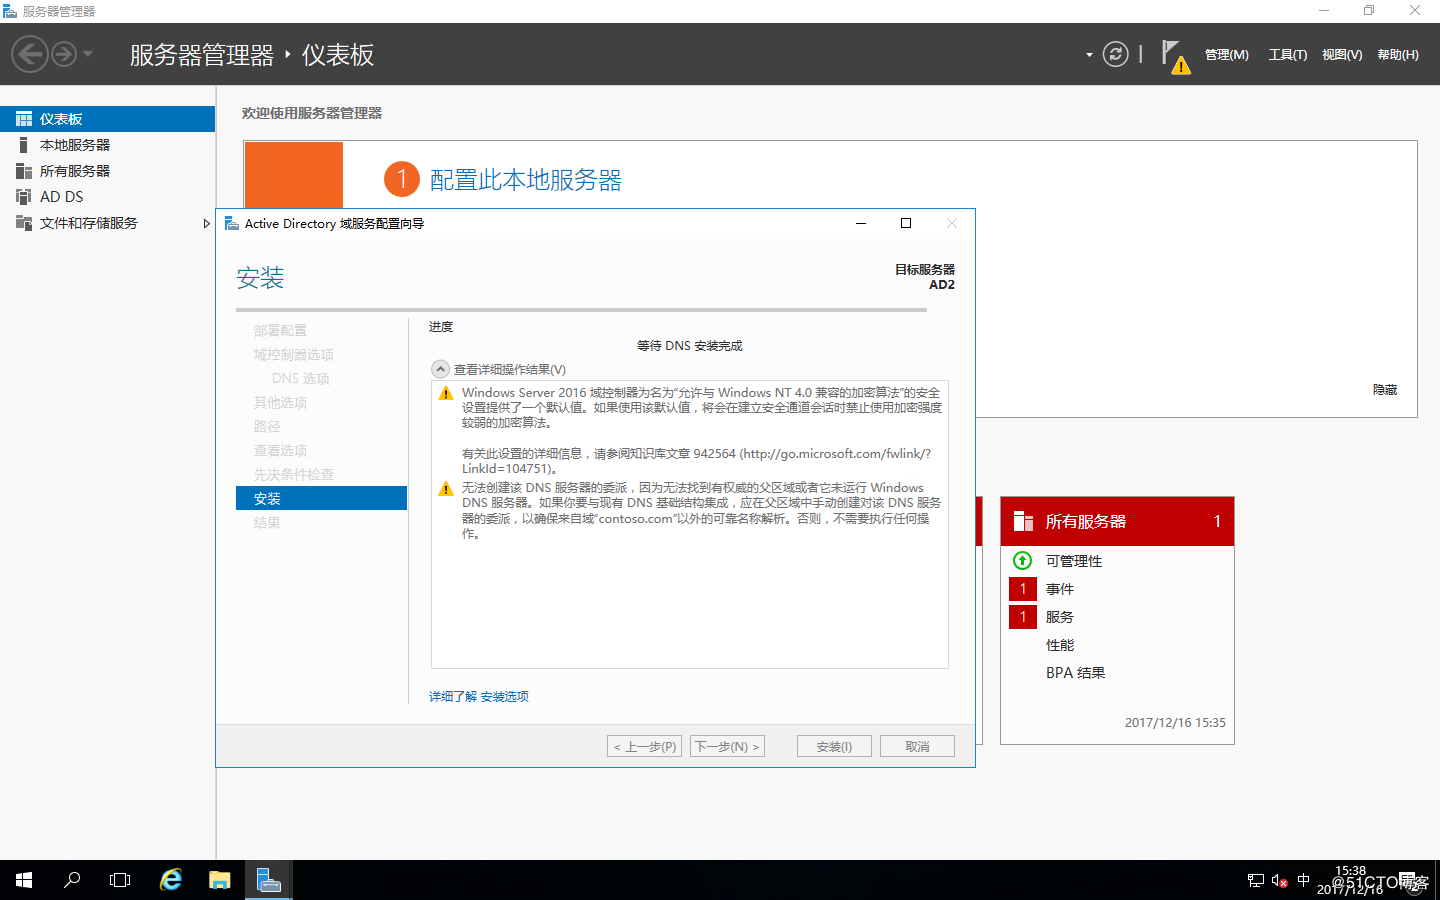 服务器管理器
服务器管理器 ‣ 仪表板
管理(M) 工具(T) 视图(V) 帮助(H)
仪表板
本地服务器
所有服务器
AD DS
文件和存储服务
欢迎使用服务器管理器
1 配置此本地服务器
隐藏
Active Directory 域服务配置向导
安装
目标服务器
AD2
部署配置
域控制器选项
DNS 选项
其他选项
路径
查看选项
先决条件检查
安装
结果
进度
等待 DNS 安装完成
查看详细操作结果(V)
Windows Server 2016 域控制器为名为"允许与 Windows NT 4.0 兼容的加密算法"的安全
设置提供了一个默认值。如果使用该默认值，将会在建立安全通道会话时禁止使用加密强度
较弱的加密算法。
有关此设置的详细信息，请参阅知识库文章 942564 (http://go.microsoft.com/fwlink/?
LinkId=104751)。
无法创建该 DNS 服务器的委派，因为无法找到有权威的父区域或者它未运行 Windows
DNS 服务器。如果你要与现有 DNS 基础结构集成，应在父区域中手动创建对该 DNS 服务
器的委派，以确保来自域"contoso.com"以外的可靠名称解析。否则，不需要执行任何操
作。
详细了解 安装选项
< 上一步(P) 下一步(N) > 安装(I) 取消
所有服务器 1
可管理性
1 事件
1 服务
性能
BPA 结果
2017/12/16 15:35
中
15:38
2017/12/16
2
@51CTO博客